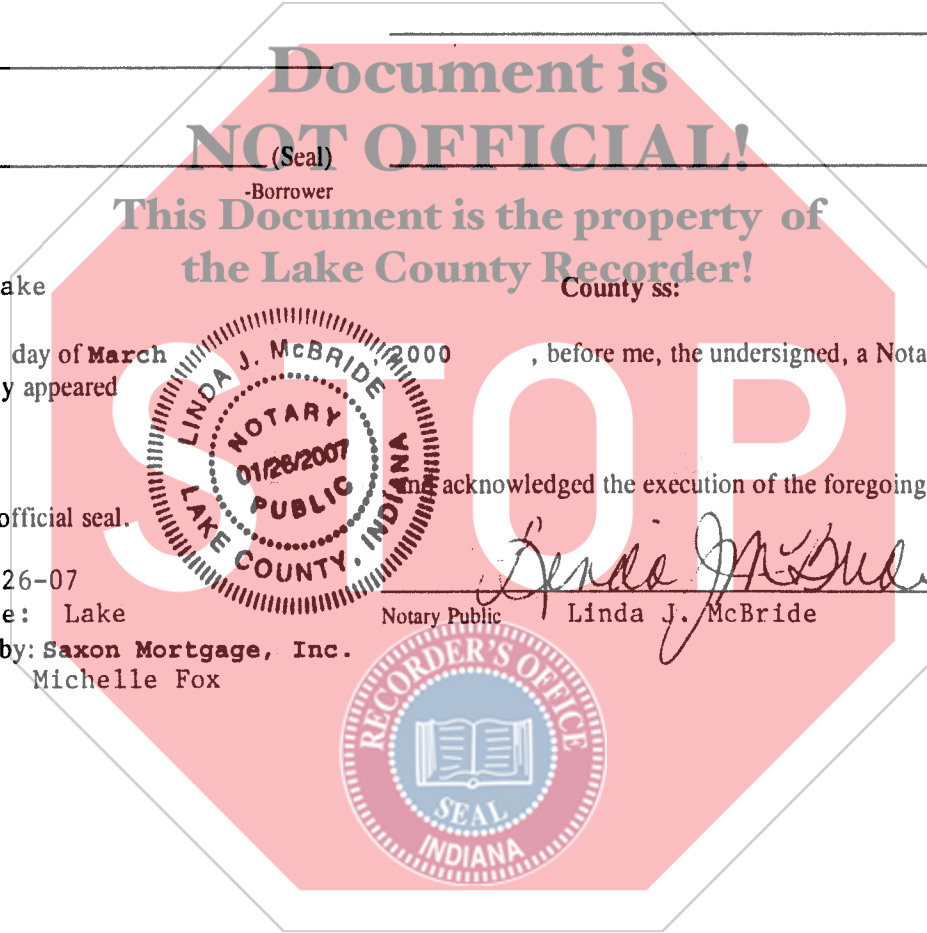 Document is
NOT OFFICIAL!
(Seal)
-Borrower
This Document is the property of
the Lake County Recorder!
ake County ss:
day of March 2000 , before me, the undersigned, a Nota
y appeared
LINDA J. McBRIDE
NOTARY
01/26/2007
PUBLIC
LAKE COUNTY, INDIANA
STOP
and acknowledged the execution of the foregoing
official seal.
Linda J McBride
26-07
e: Lake
Notary Public Linda J. McBride
by: Saxon Mortgage, Inc.
Michelle Fox
RECORDER'S OFFICE
SEAL
INDIANA